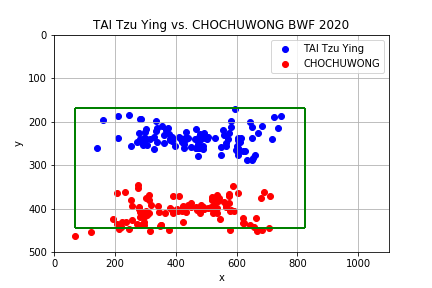 TAI Tzu Ying vs. CHOCHUWONG BWF 2020
TAI Tzu Ying
CHOCHUWONG
0
100
200
300
400
500
y
0 200 400 600 800 1000
x